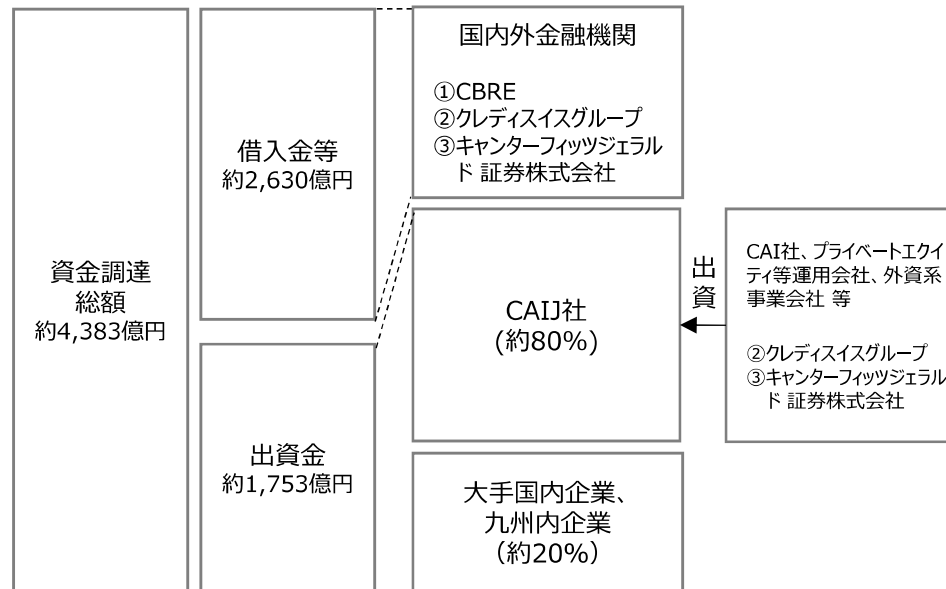 資金調達
総額
約4,383億円
借入金等
約2,630億円
出資金
約1,753億円
国内外金融機関
①CBRE
②クレディスイスグループ
③キャンターフィッツジェラル
ド 証券株式会社
CAIJ社
(約80%)
大手国内企業、
九州内企業
(約20%)
出
資
CAI社、プライベートエクイ
ティ等運用会社、外資系
事業会社 等
②クレディスイスグループ
③キャンターフィッツジェラル
ド 証券株式会社